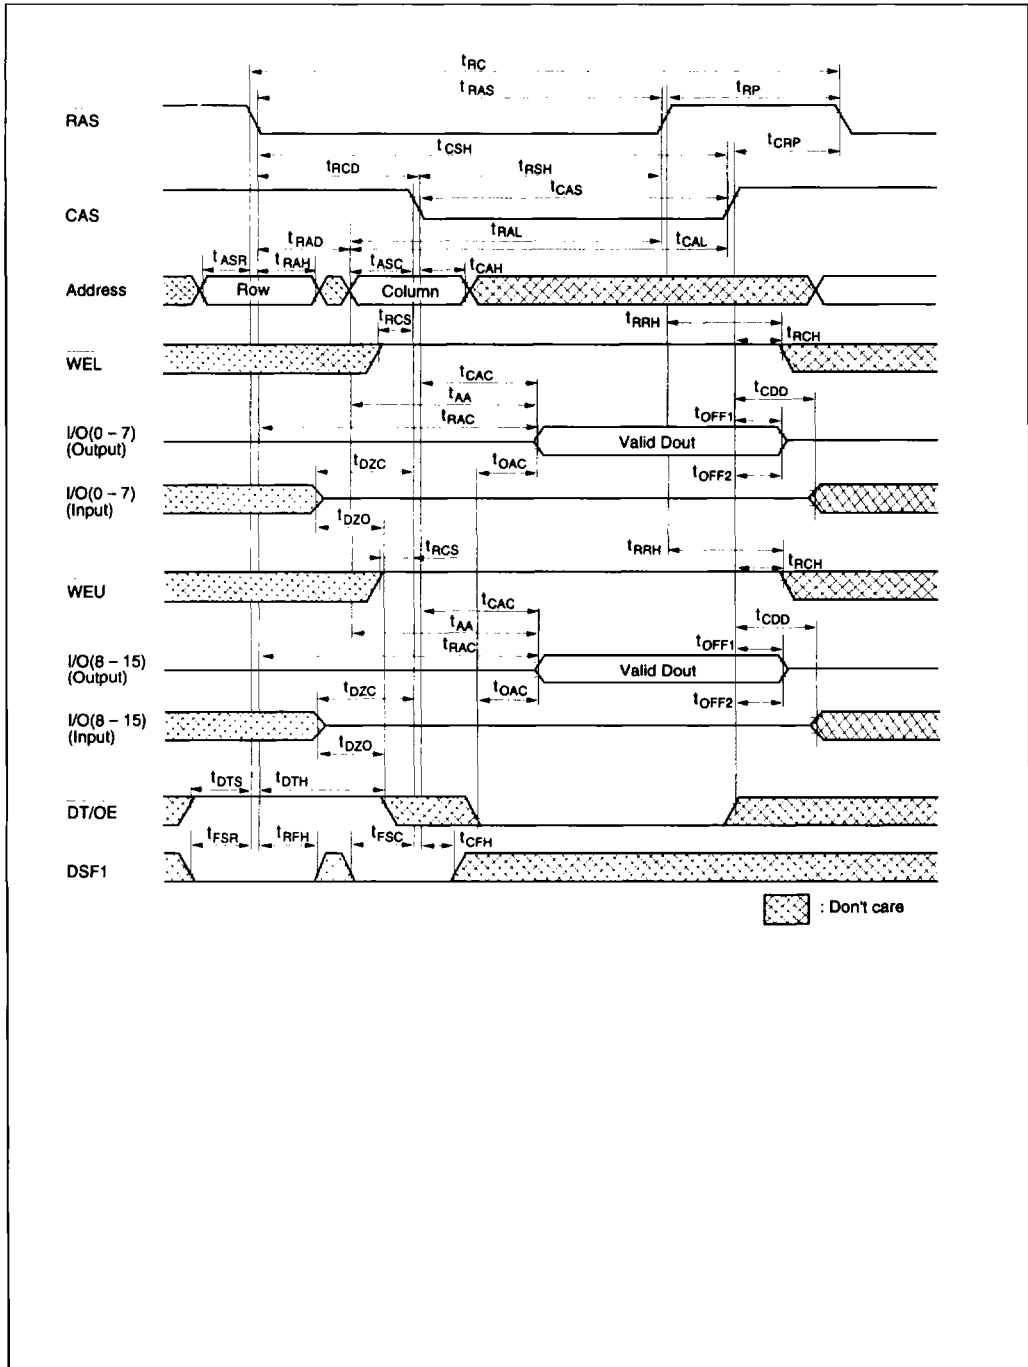 tRC
tRAS tRP
RAS
tCSH tCRP
tRCD tRSH
tCAS
CAS
tRAL
tRAD tCAL
tASR tRAH tASC tCAH
Address Row Column
tRCS tRRH
tRCH
WEL
tCAC
tAA tCDD
tRAC tOFF1
I/O(0 – 7)
(Output) Valid Dout
tDZC tOAC tOFF2
I/O(0 – 7)
(Input)
tDZO
tRCS tRRH
tRCH
WEU
tCAC
tAA tCDD
tRAC tOFF1
I/O(8 – 15)
(Output) Valid Dout
tDZC tOAC tOFF2
I/O(8 – 15)
(Input)
tDZO
tDTS tDTH
DT/OE
tFSR tRFH tFSC tCFH
DSF1
: Don't care